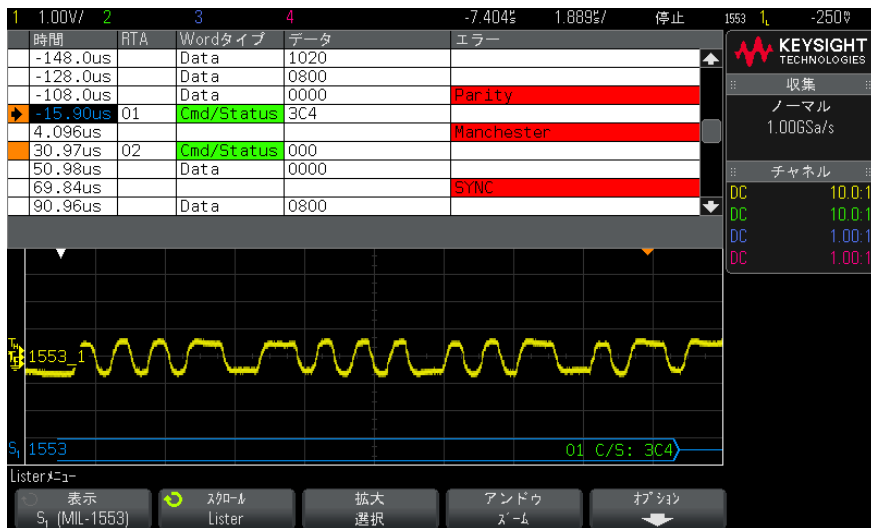 1 1.00V/ 2 3 4 -7.404㎲ 1.889㎲/ 停止 1553 1L -250V
時間 RTA Wordタイプ データ エラー
-148.0us Data 1020
-128.0us Data 0800
-108.0us Data 0000 Parity
-15.90us 01 Cmd/Status 3C4
4.096us Manchester
30.97us 02 Cmd/Status 000
50.98us Data 0000
69.84us SYNC
90.96us Data 0800
KEYSIGHT
TECHNOLOGIES
収集
ノーマル
1.00GSa/s
チャネル
DC 10.0:1
DC 10.0:1
DC 1.00:1
DC 1.00:1
1553_1
S1 1553 01 C/S: 3C4
Listerメニュー
表示
S1 (MIL-1553)
スクロール
Lister
拡大
選択
アンドゥ
ズーム
オプション